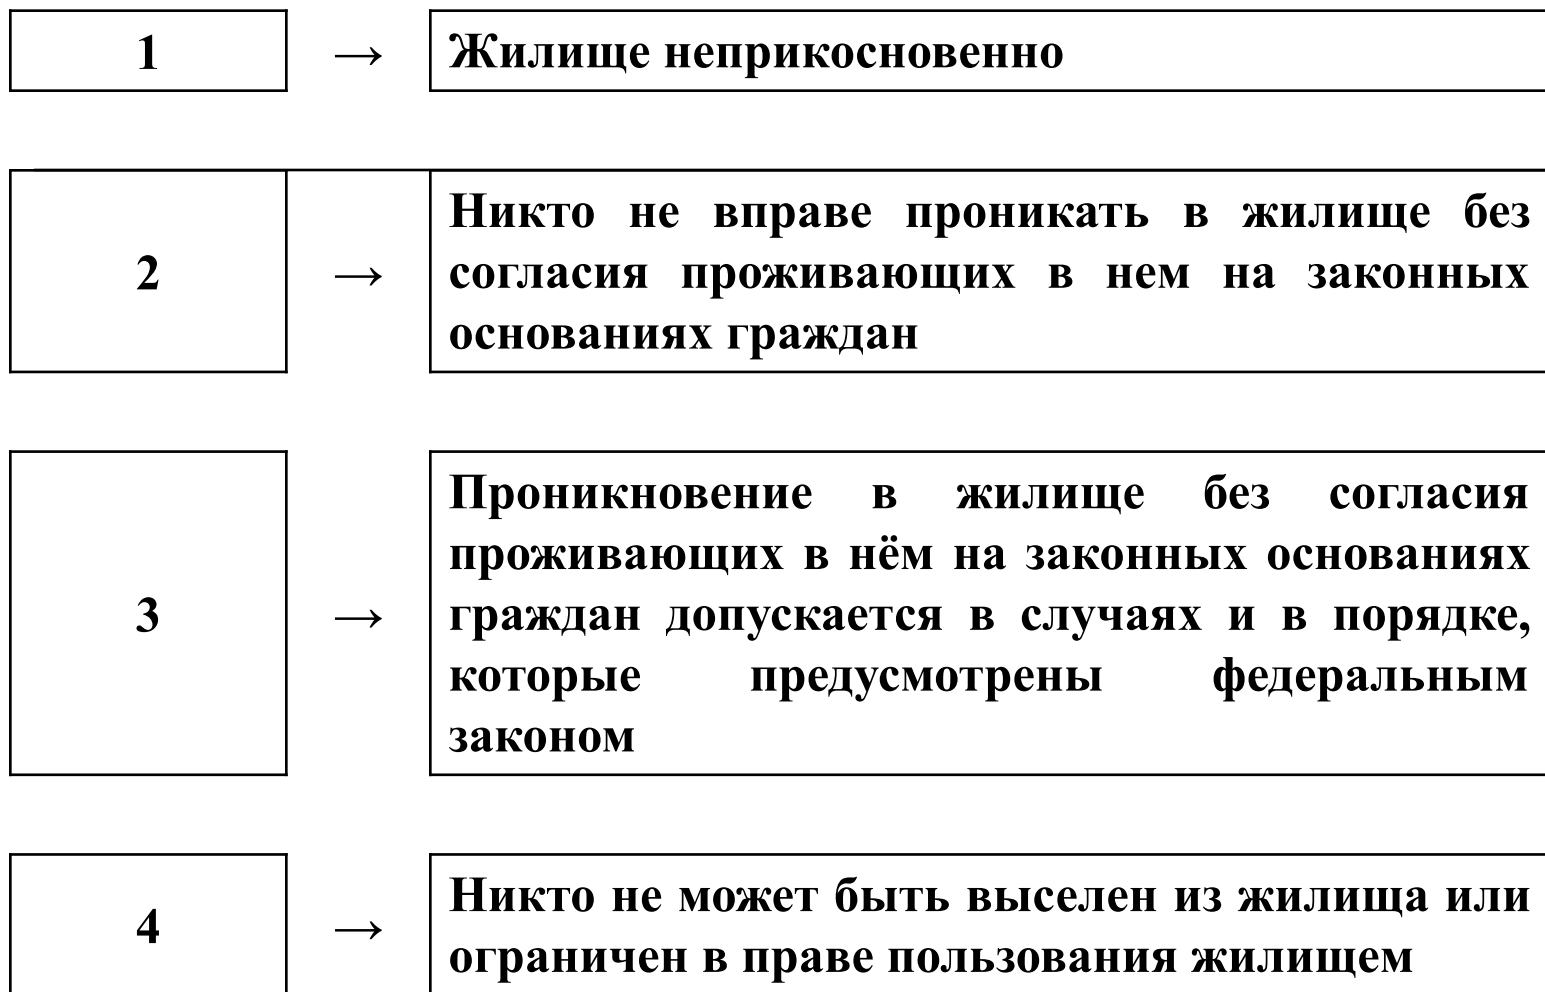 1 → Жилище неприкосновенно
Никто не вправе проникать в жилище без
2 → согласия проживающих в нем на законных
основаниях граждан
Проникновение в жилище без согласия
проживающих в нём на законных основаниях
3 → граждан допускается в случаях и в порядке,
которые предусмотрены федеральным
законом
4 → Никто не может быть выселен из жилища или
ограничен в праве пользования жилищем